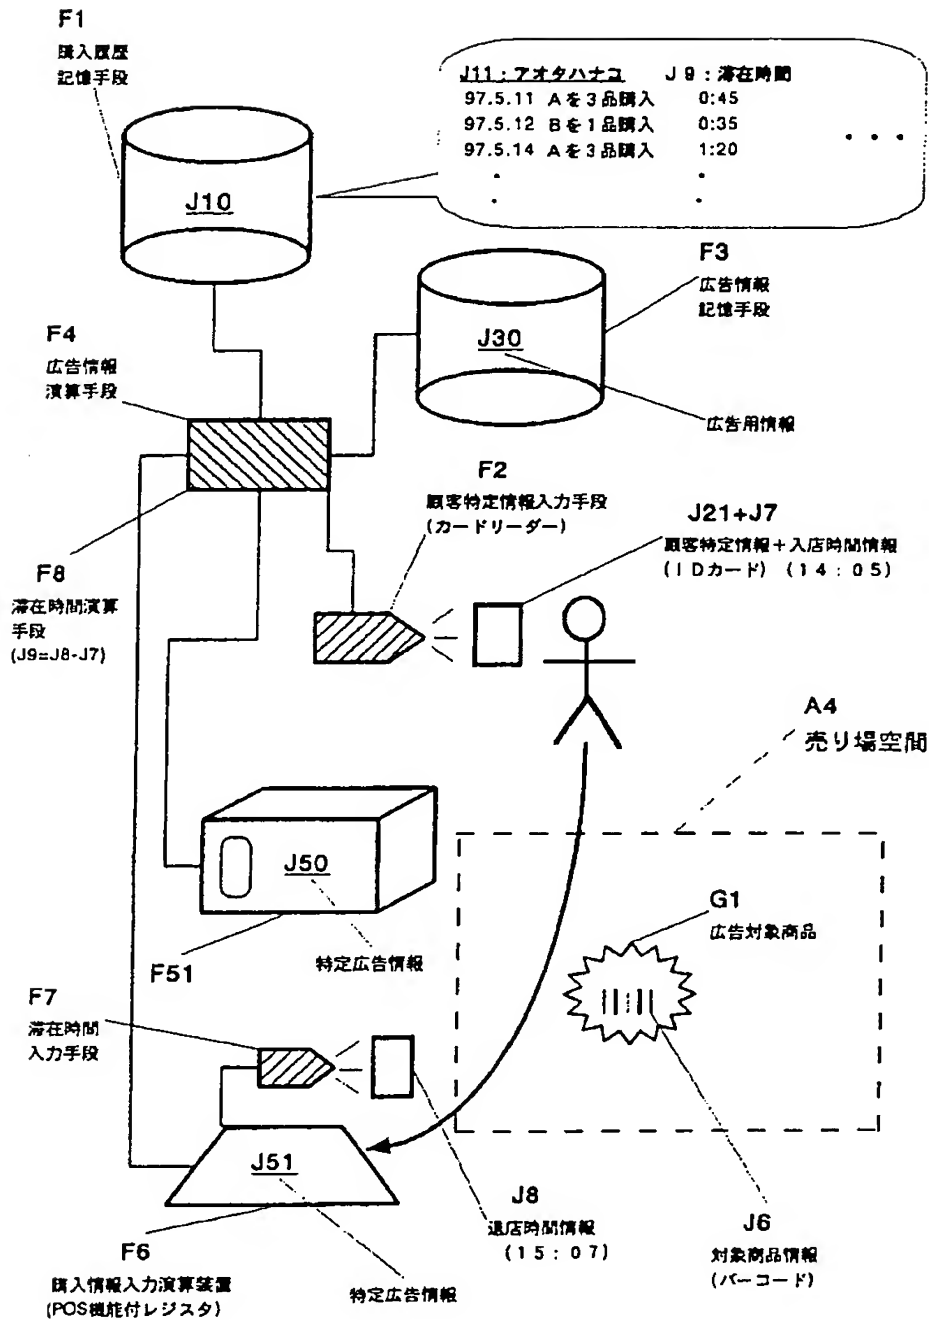 F1
購入履歴
記憶手段
J11：アオタハナコ J9：滞在時間
97.5.11 Aを3品購入 0:45
97.5.12 Bを1品購入 0:35
97.5.14 Aを3品購入 1:20
・・・
J10
F3
広告情報
記憶手段
J30
広告用情報
F4
広告情報
演算手段
F2
顧客特定情報入力手段
(カードリーダー)
J21+J7
顧客特定情報＋入店時間情報
(IDカード) (14：05)
F8
滞在時間演算
手段
(J9=J8-J7)
A4
売り場空間
J50
特定広告情報
F51
G1
広告対象商品
F7
滞在時間
入力手段
J51
特定広告情報
J8
退店時間情報
(15：07)
J6
対象商品情報
(バーコード)
F6
購入情報入力演算装置
(POS機能付レジスタ)